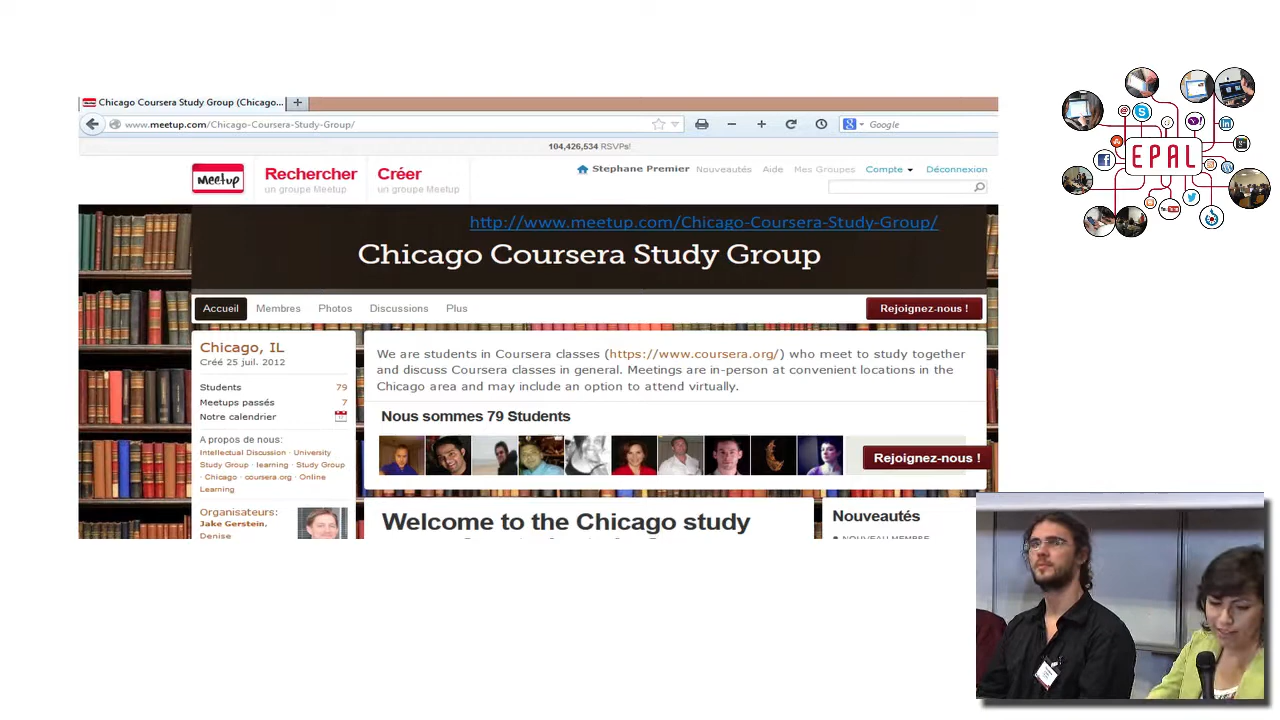 Chicago Coursera Study Group (Chicago...
www.meetup.com/Chicago-Coursera-Study-Group/
Google
104,426,534 RSVPs!
Meetup
Rechercher
un groupe Meetup
Créer
un groupe Meetup
Stephane Premier Nouveautés Aide Mes Groupes Compte Déconnexion
http://www.meetup.com/Chicago-Coursera-Study-Group/
Chicago Coursera Study Group
Accueil Membres Photos Discussions Plus
Rejoignez-nous !
Chicago, IL
Créé 25 juil. 2012
Students 79
Meetups passés 7
Notre calendrier
A propos de nous:
Intellectual Discussion · University
Study Group · learning · Study Group
· Chicago · coursera.org · Online
Learning
Organisateurs:
Jake Gerstein,
Denise
We are students in Coursera classes (https://www.coursera.org/) who meet to study together
and discuss Coursera classes in general. Meetings are in-person at convenient locations in the
Chicago area and may include an option to attend virtually.
Nous sommes 79 Students
Rejoignez-nous !
Welcome to the Chicago study
Nouveautés
NOUVEAU MEMBRE
EPAL